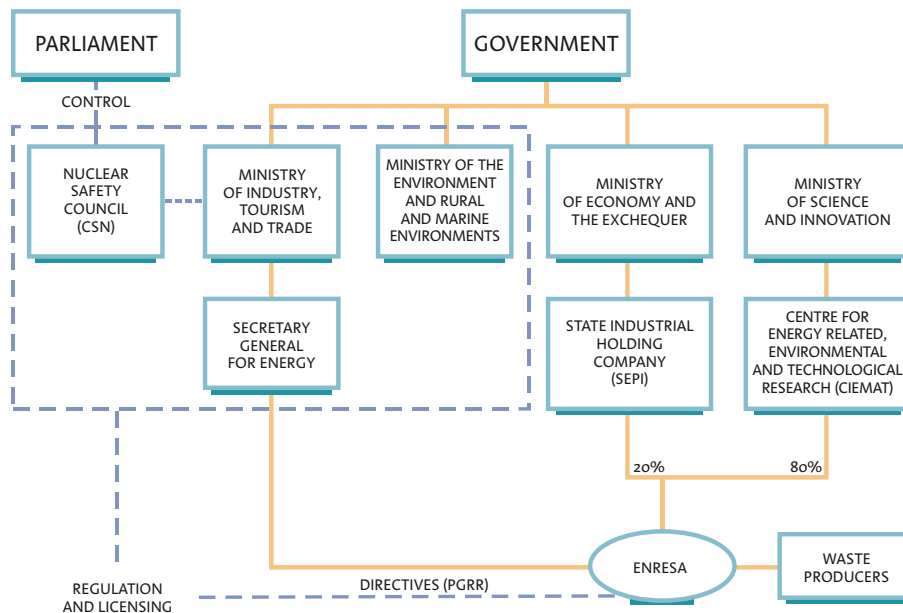 PARLIAMENT
GOVERNMENT
CONTROL
NUCLEAR
SAFETY
COUNCIL
(CSN)
MINISTRY
OF INDUSTRY,
TOURISM
AND TRADE
MINISTRY OF THE
ENVIRONMENT
AND RURAL
AND MARINE
ENVIRONMENTS
MINISTRY
OF ECONOMY AND
THE EXCHEQUER
MINISTRY
OF SCIENCE
AND INNOVATION
SECRETARY
GENERAL
FOR ENERGY
STATE INDUSTRIAL
HOLDING
COMPANY
(SEPI)
CENTRE FOR
ENERGY RELATED,
ENVIRONMENTAL
AND TECHNOLOGICAL
RESEARCH (CIEMAT)
20%
80%
ENRESA
WASTE
PRODUCERS
REGULATION
AND LICENSING
DIRECTIVES (PGRR)